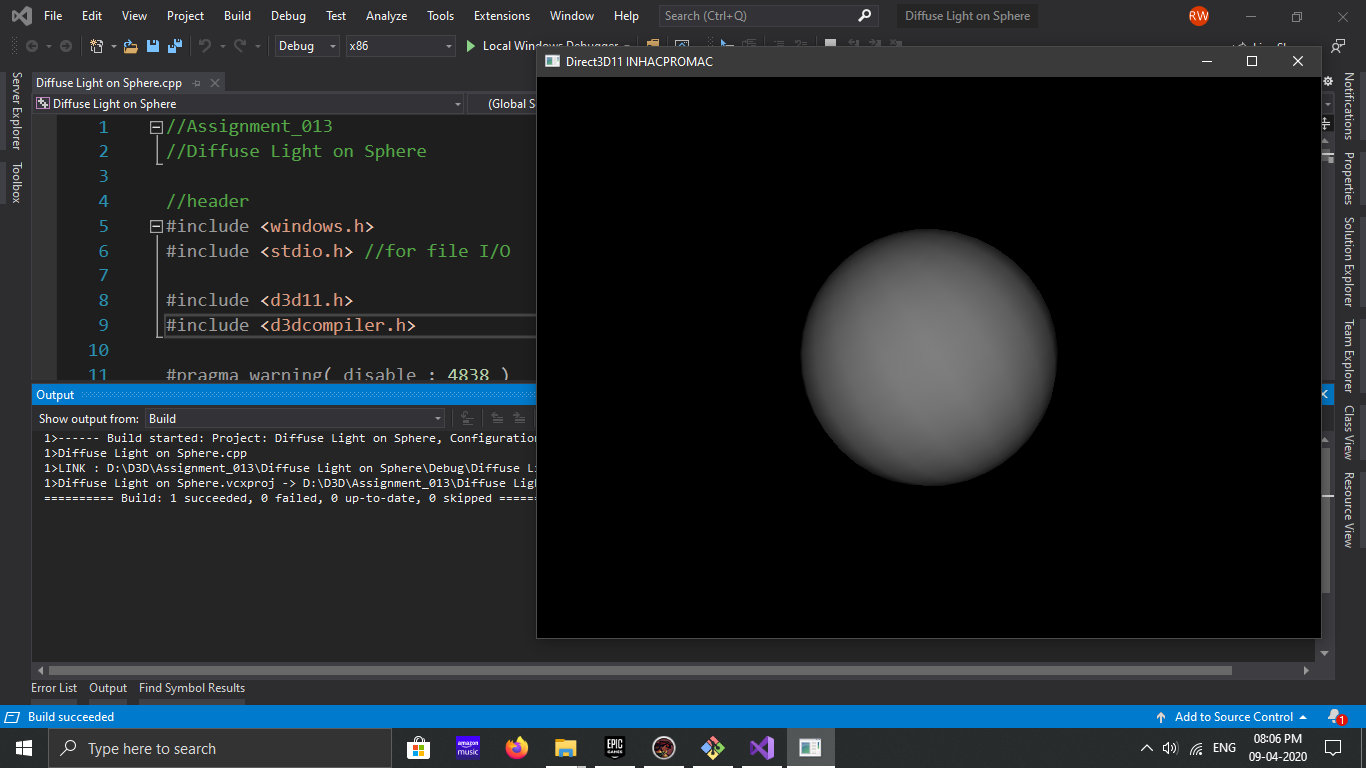 File Edit View Project Build Debug Test Analyze Tools Extensions Window Help Search (Ctrl+Q) Diffuse Light on Sphere RW
Debug x86 Local Windows Debugger
Direct3D11 INHACPROMAC
Server Explorer
Toolbox
Diffuse Light on Sphere.cpp
Diffuse Light on Sphere (Global S
1 //Assignment_013
2 //Diffuse Light on Sphere
3
4 //header
5 #include <windows.h>
6 #include <stdio.h> //for file I/O
7
8 #include <d3d11.h>
9 #include <d3dcompiler.h>
10
11 #pragma warning( disable : 4838 )
Output
Show output from: Build
1>------ Build started: Project: Diffuse Light on Sphere, Configuration
1>Diffuse Light on Sphere.cpp
1>LINK : D:\D3D\Assignment_013\Diffuse Light on Sphere\Debug\Diffuse Li
1>Diffuse Light on Sphere.vcxproj -> D:\D3D\Assignment_013\Diffuse Ligh
========== Build: 1 succeeded, 0 failed, 0 up-to-date, 0 skipped =====
Notifications
Properties
Solution Explorer
Team Explorer
Class View
Resource View
Error List Output Find Symbol Results
Build succeeded Add to Source Control 1
Type here to search amazon music EPIC GAMES ENG 08:06 PM
09-04-2020